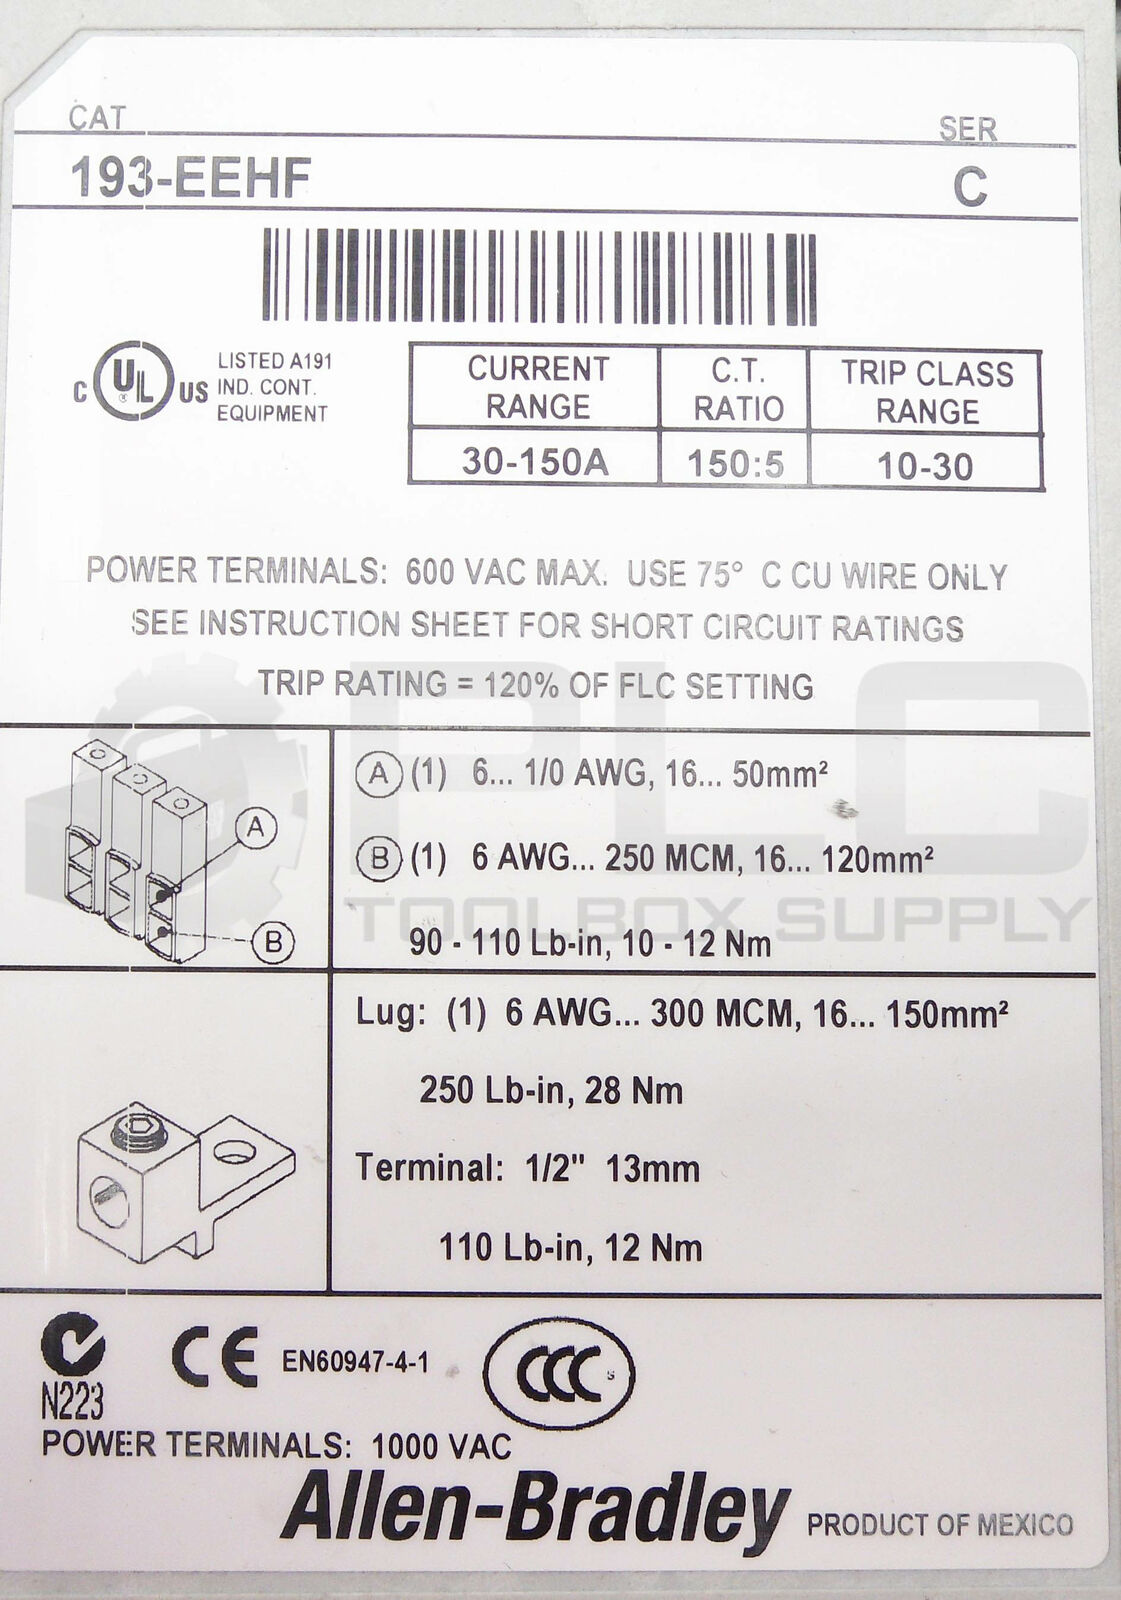 CAT
SER
193-EEHF
C
C UL ® US
LISTED A191
IND. CONT.
EQUIPMENT
CURRENT RANGE
C.T. RATIO
TRIP CLASS RANGE
30-150A
150:5
10-30
POWER TERMINALS: 600 VAC MAX. USE 75° C CU WIRE ONLY
SEE INSTRUCTION SHEET FOR SHORT CIRCUIT RATINGS
TRIP RATING = 120% OF FLC SETTING
PLC
TOOLBOX SUPPLY
A
B
A (1) 6... 1/0 AWG, 16... 50mm²
B (1) 6 AWG... 250 MCM, 16... 120mm²
90 - 110 Lb-in, 10 - 12 Nm
Lug: (1) 6 AWG... 300 MCM, 16... 150mm²
250 Lb-in, 28 Nm
Terminal: 1/2" 13mm
110 Lb-in, 12 Nm
N223
CE EN60947-4-1
CCC S
POWER TERMINALS: 1000 VAC
Allen-Bradley
PRODUCT OF MEXICO